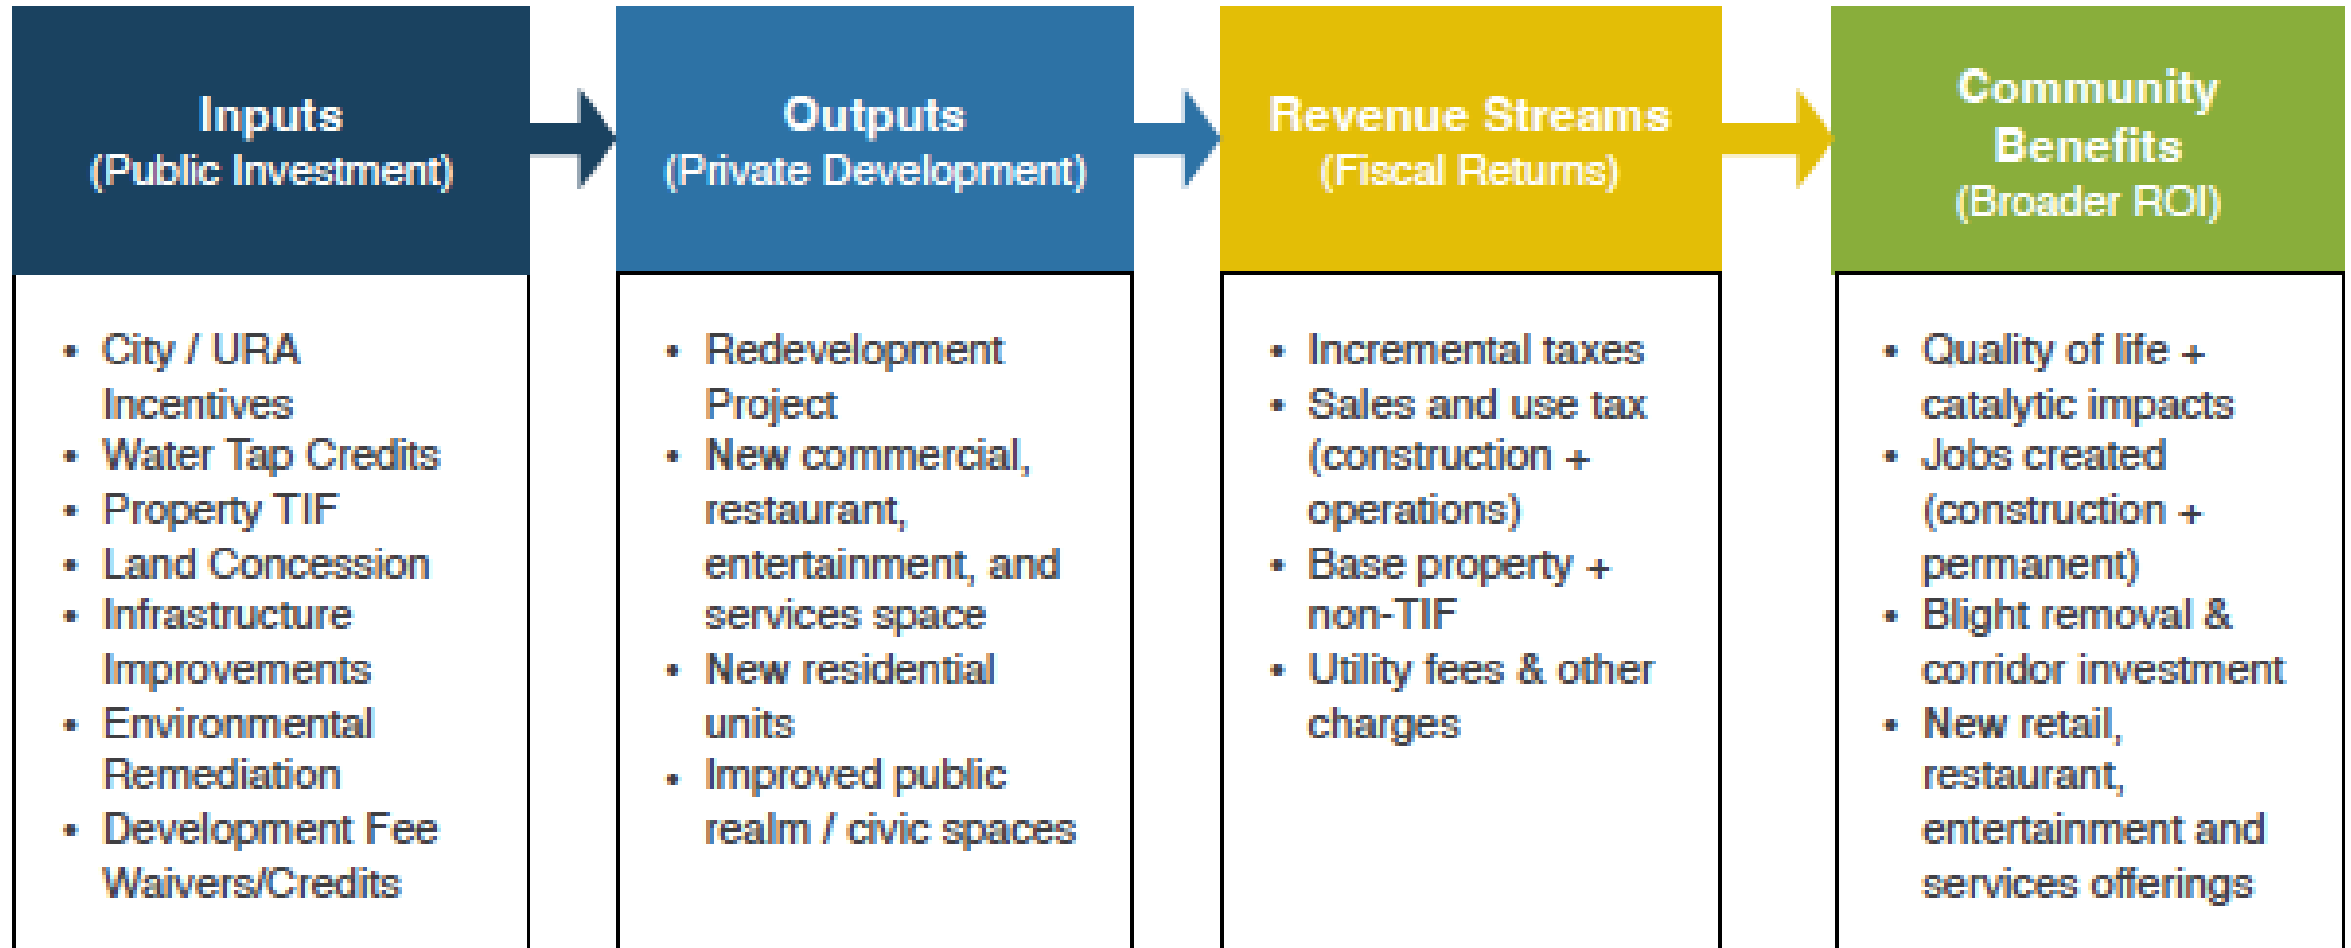 Inputs
(Public Investment)
• City / URA
Incentives
• Water Tap Credits
• Property TIF
• Land Concession
• Infrastructure
Improvements
• Environmental
Remediation
• Development Fee
Waivers/Credits
Outputs
(Private Development)
• Redevelopment
Project
• New commercial,
restaurant,
entertainment, and
services space
• New residential
units
• Improved public
realm / civic spaces
Revenue Streams
(Fiscal Returns)
• Incremental taxes
• Sales and use tax
(construction +
operations)
• Base property +
non-TIF
• Utility fees & other
charges
Community
Benefits
(Broader ROI)
• Quality of life +
catalytic impacts
• Jobs created
(construction +
permanent)
• Blight removal &
corridor investment
• New retail,
restaurant,
entertainment and
services offerings